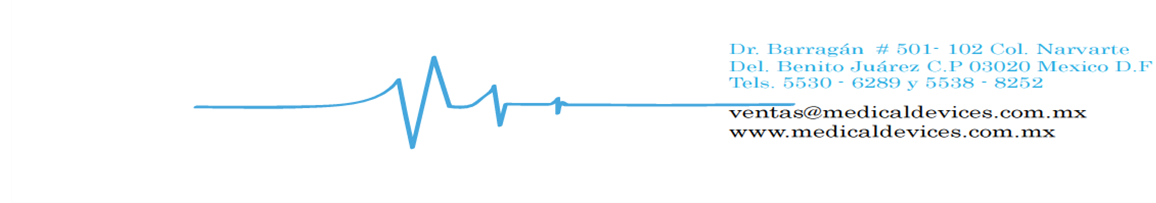 Dr. Barragán # 501- 102 Col. Narvarte
Del. Benito Juárez C.P 03020 Mexico D.F
Tels. 5530 - 6289 y 5538 - 8252
ventas@medicaldevices.com.mx
www.medicaldevices.com.mx